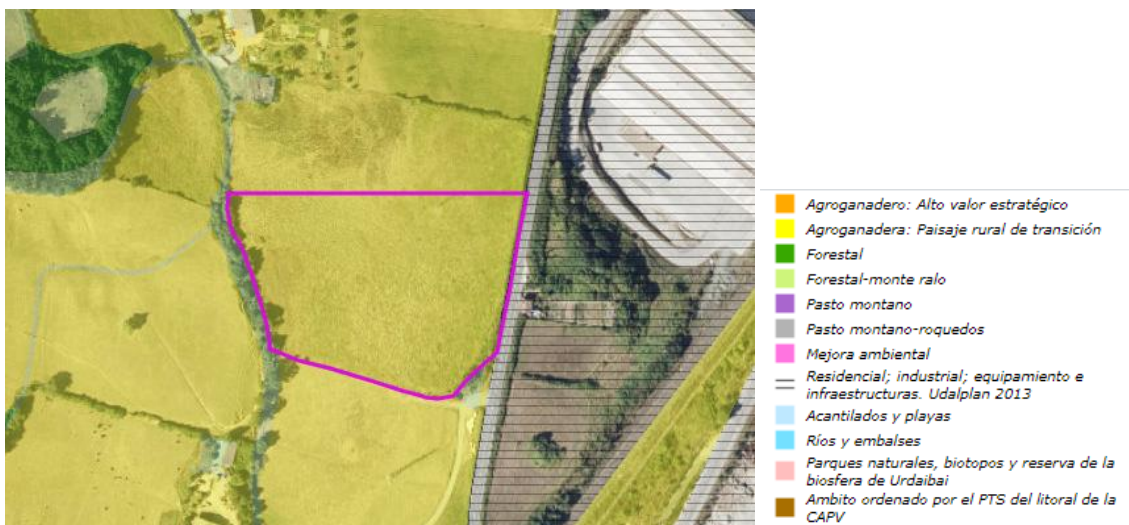 Agroganadero: Alto valor estratégico
Agroganadera: Paisaje rural de transición
Forestal
Forestal-monte ralo
Pasto montano
Pasto montano-roquedos
Mejora ambiental
Residencial; industrial; equipamiento e
infraestructuras. Udalplan 2013
Acantilados y playas
Ríos y embalses
Parques naturales, biotopos y reserva de la
biosfera de Urdaibai
Ambito ordenado por el PTS del litoral de la
CAPV